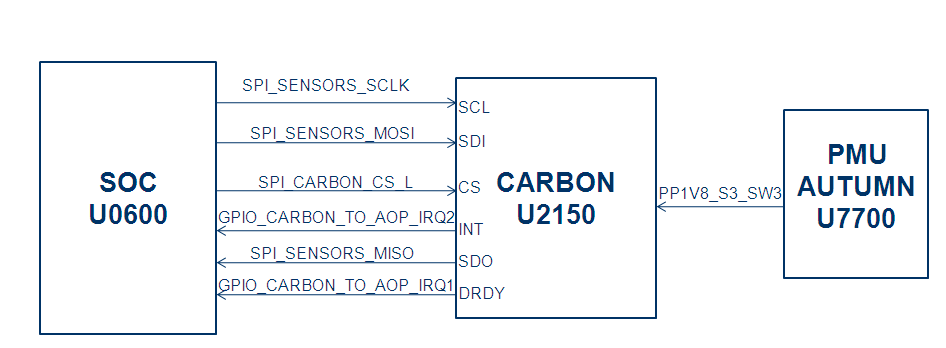 SPI_SENSORS_SCLK
SCL
SPI_SENSORS_MOSI
SDI
SOC
U0600
SPI_CARBON_CS_L
CS
GPIO_CARBON_TO_AOP_IRQ2
INT
SPI_SENSORS_MISO
SDO
GPIO_CARBON_TO_AOP_IRQ1
DRDY
CARBON
U2150
PP1V8_S3_SW3
PMU
AUTUMN
U7700